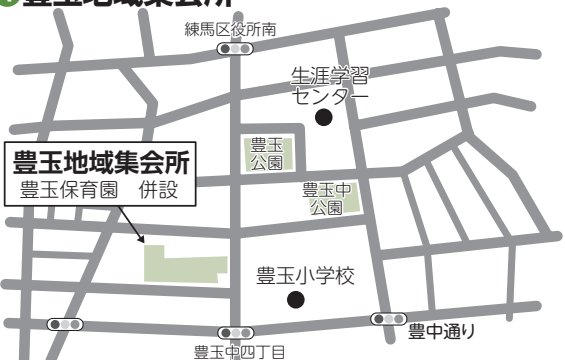 豊玉地域集会所
練馬区役所南
生涯学習
センター
豊玉
公園
豊玉地域集会所
豊玉保育園 併設
豊玉中
公園
豊玉小学校
豊中通り
豊玉中四丁目